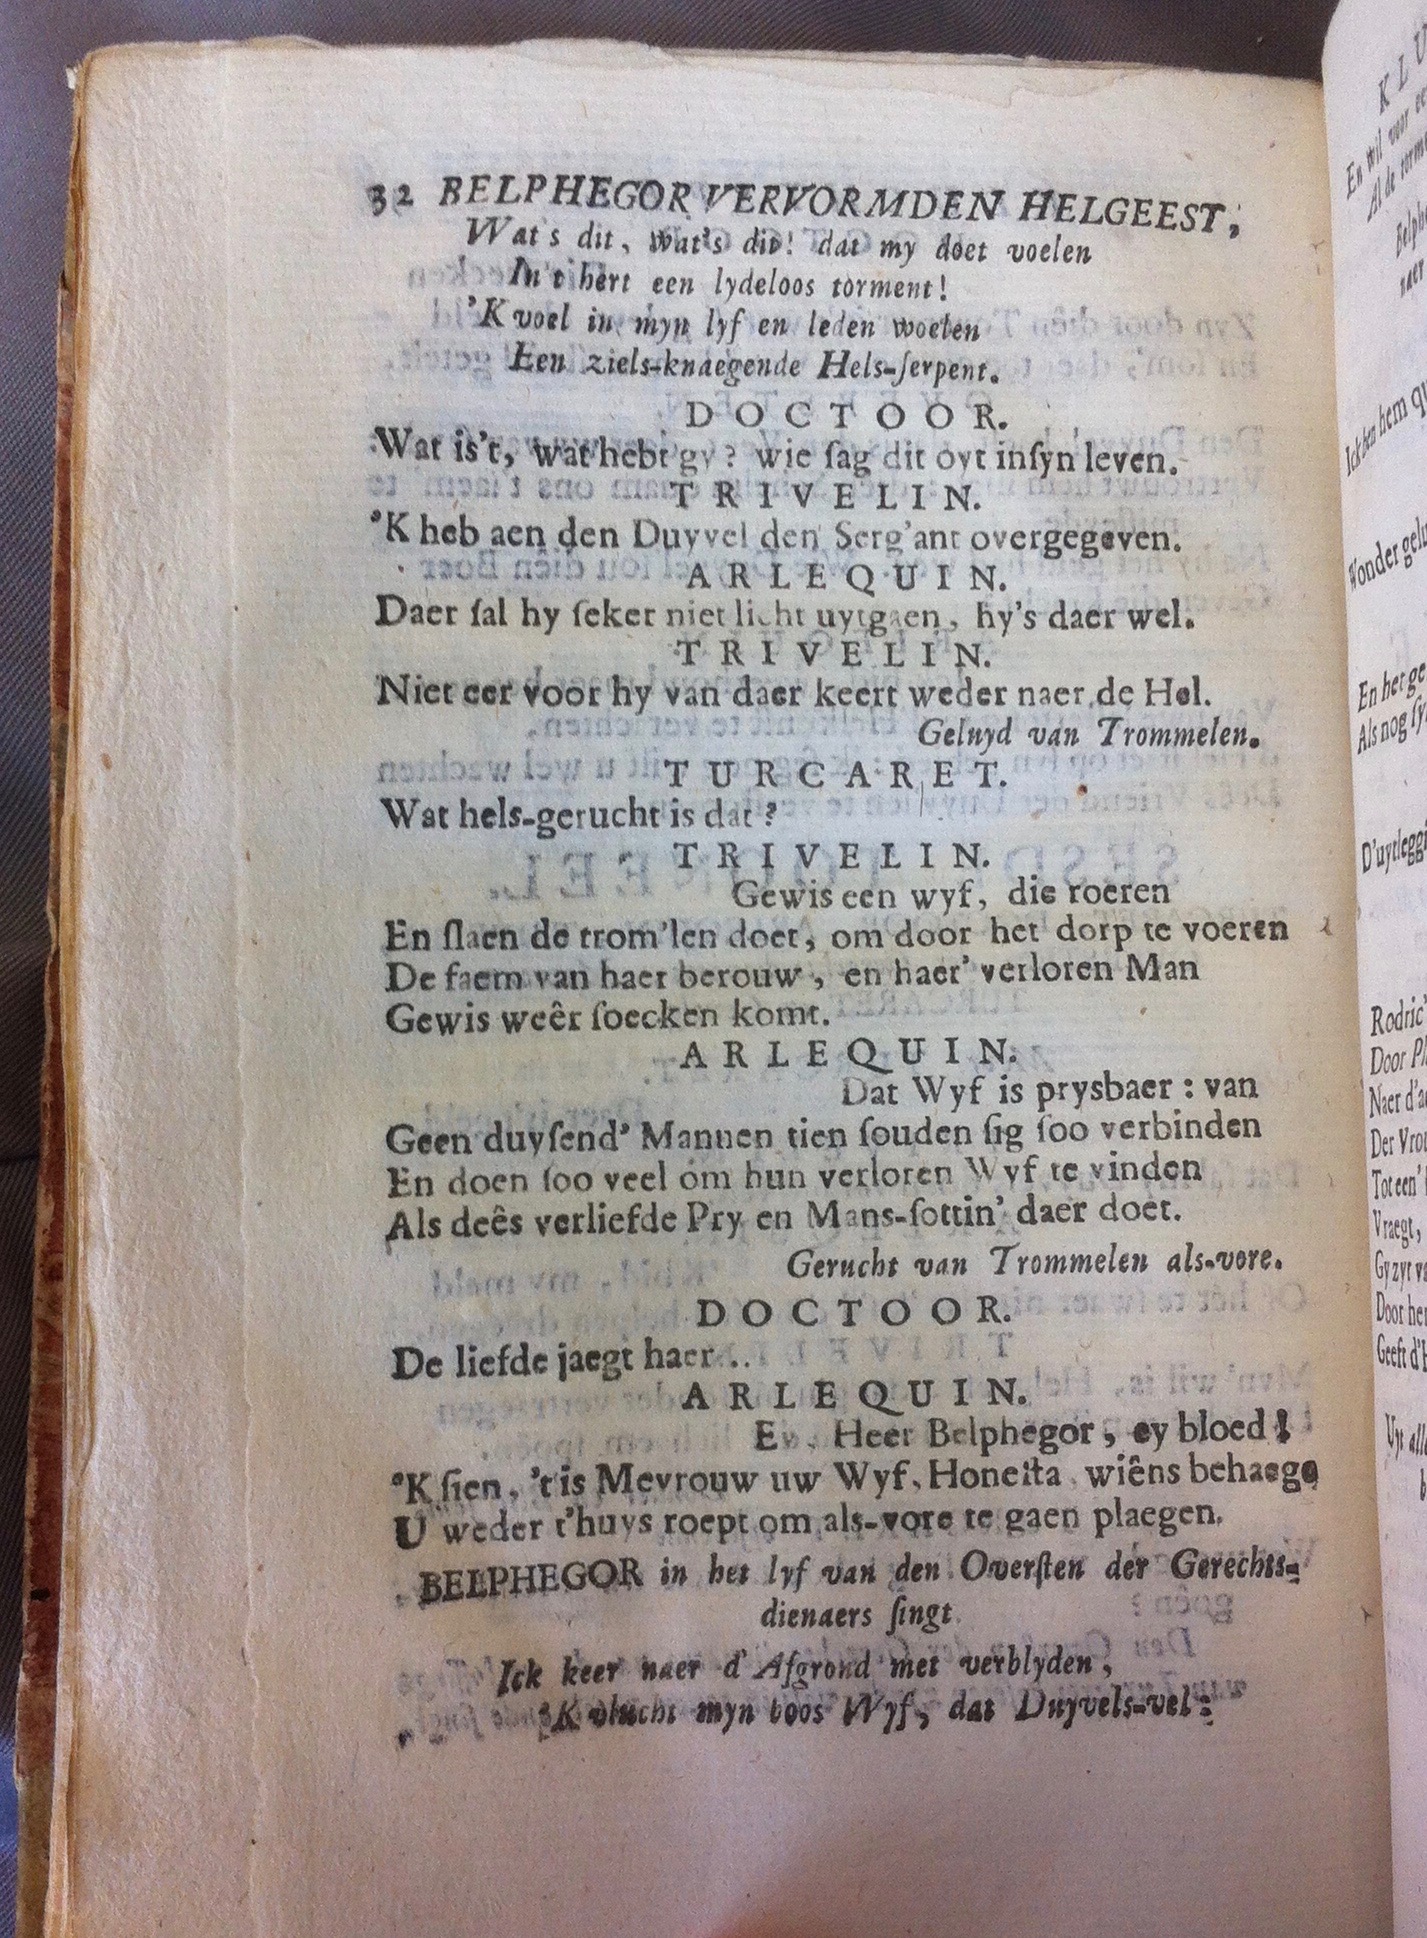 32 BELPHEGOR VERVORMDEN HELGEEST,
Wat's dit, wat's dit! dat my doet voelen
In't hert een lydeloos torment!
'K voel in myn lyf en leden woelen
Een ziels-knaegende Hels-ſerpent.
DOCTOOR.
Wat is't, wat hebt gy? wie ſag dit oyt inſyn leven.
TRIVELIN.
'K heb aen den Duyvel den Serg'ant overgegeven.
ARLEQUIN.
Daer ſal hy ſeker niet licht uytgaen, hy's daer wel.
TRIVELIN.
Niet eer voor hy van daer keert weder naer de Hel.
Geluyd van Trommelen.
TURCARET.
Wat hels-gerucht is dat?
TRIVELIN.
Gewis een wyf, die roeren
En ſlaen de trom'len doet, om door het dorp te voeren
De faem van haer berouw, en haer' verloren Man
Gewis weêr ſoecken komt.
ARLEQUIN.
Dat Wyf is prysbaer: van
Geen duyſend' Mannen tien ſouden ſig ſoo verbinden
En doen ſoo veel om hun verloren Wyf te vinden
Als deês verliefde Pry en Mans-ſottin' daer doet.
Gerucht van Trommelen als-vore.
DOCTOOR.
De liefde jaegt haer..
ARLEQUIN.
Heer Belphegor, ey bloed!
'K ſien, 't is Mevrouw uw Wyf, Honeſta wiêns behaege
U weder t'huys roept om als-vore te gaen plaegen.
BELPHEGOR in het lyf van den Overſten der Gerechts-
dienaers ſingt
Ick keer naer d'Afgrond met verblyden,
'K vlucht myn boos Wyf, dat Duyvels-vel: